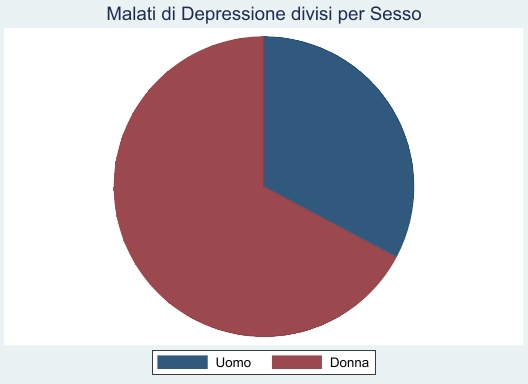 Malati di Depressione divisi per Sesso
Uomo Donna